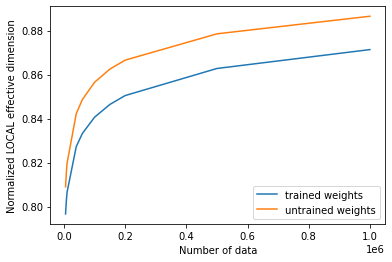 Normalized LOCAL effective dimension
0.88
0.86
0.84
0.82
0.80
trained weights
untrained weights
0.0 0.2 0.4 0.6 0.8 1.0
1e6
Number of data